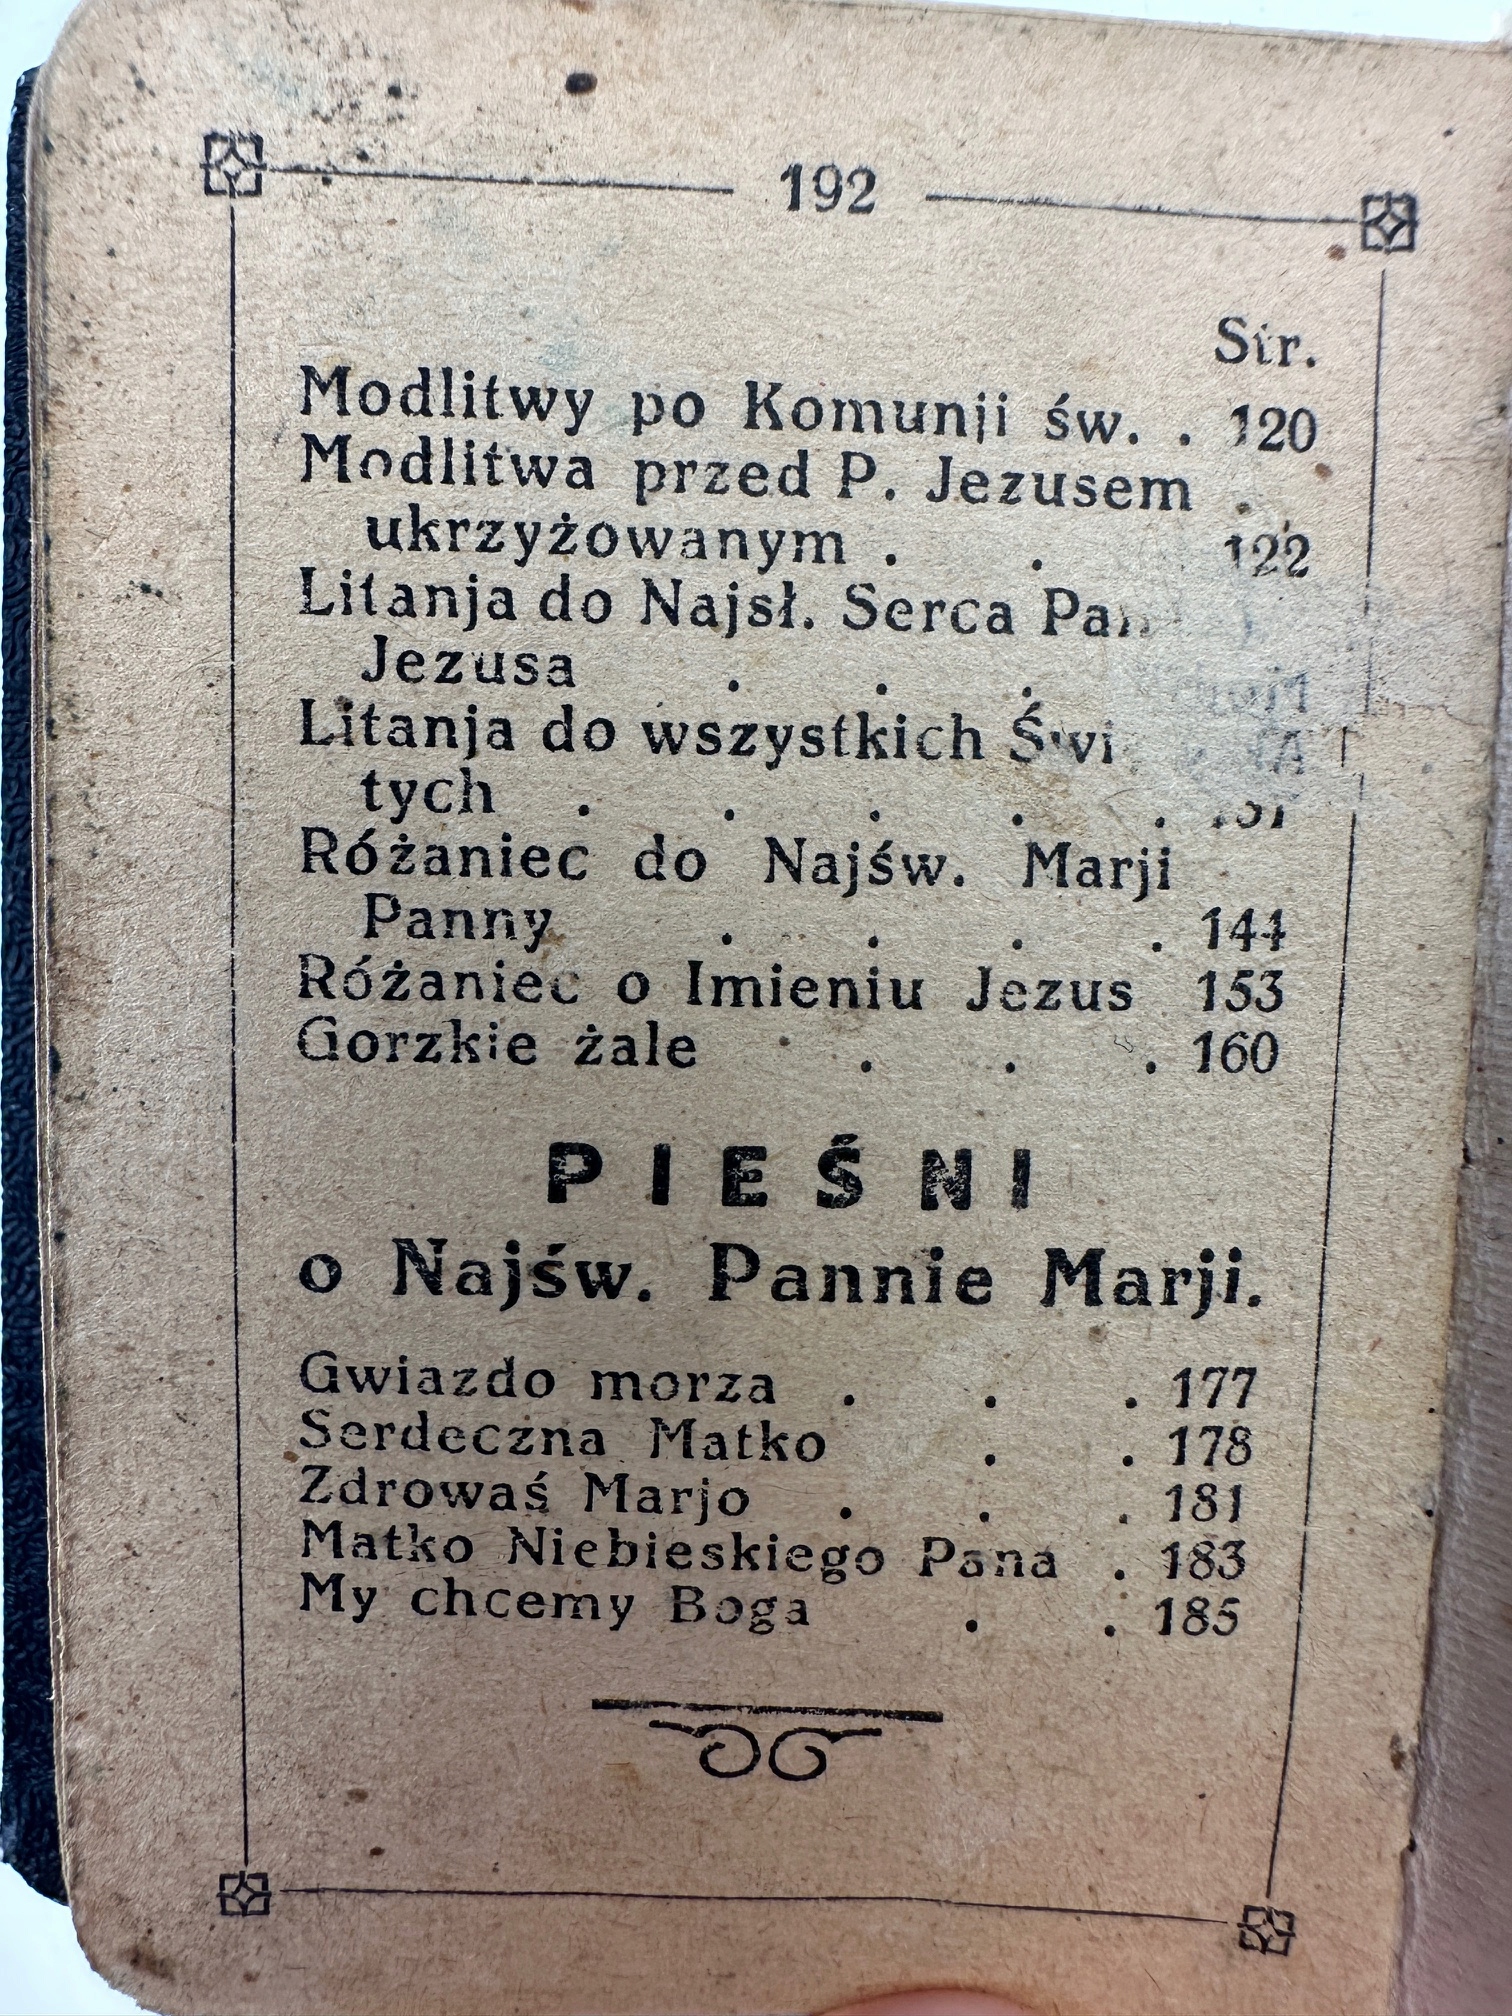 192
Str.
Modlitwy po Komunji św. . 120
Modlitwa przed P. Jezusem .
ukrzyżowanym . . 122
Litanja do Najsł. Serca
Jezusa . . .
Litanja do wszystkich
tych . . . . .
Różaniec do Najśw. Marji
Panny . . . . 144
Różaniec o Imieniu Jezus 153
Gorzkie żale . . . . 160
PIEŚNI
o Najśw. Pannie Marji.
Gwiazdo morza . . . 177
Serdeczna Matko . . 178
Zdrowaś Marjo . . . 181
Matko Niebieskiego Pana . 183
My chcemy Boga . . 185